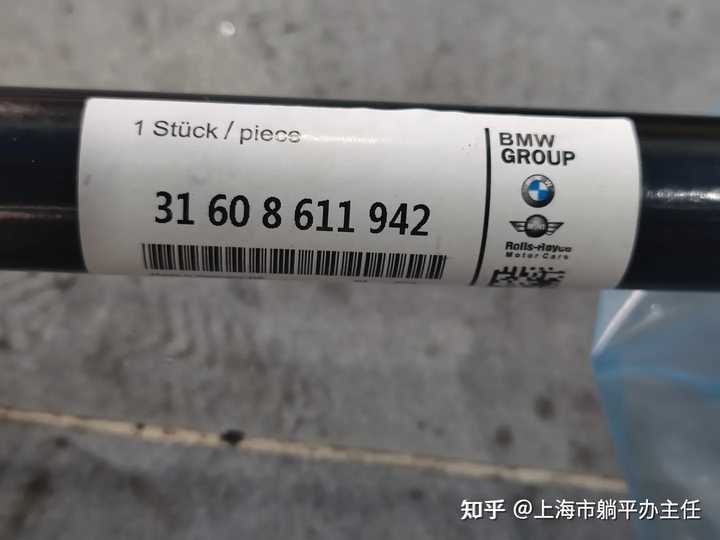 1 Stück / piece
31 60 8 611 942
BMW
GROUP
Rolls-Royce
Motor Cars
知乎 @上海市躺平办主任